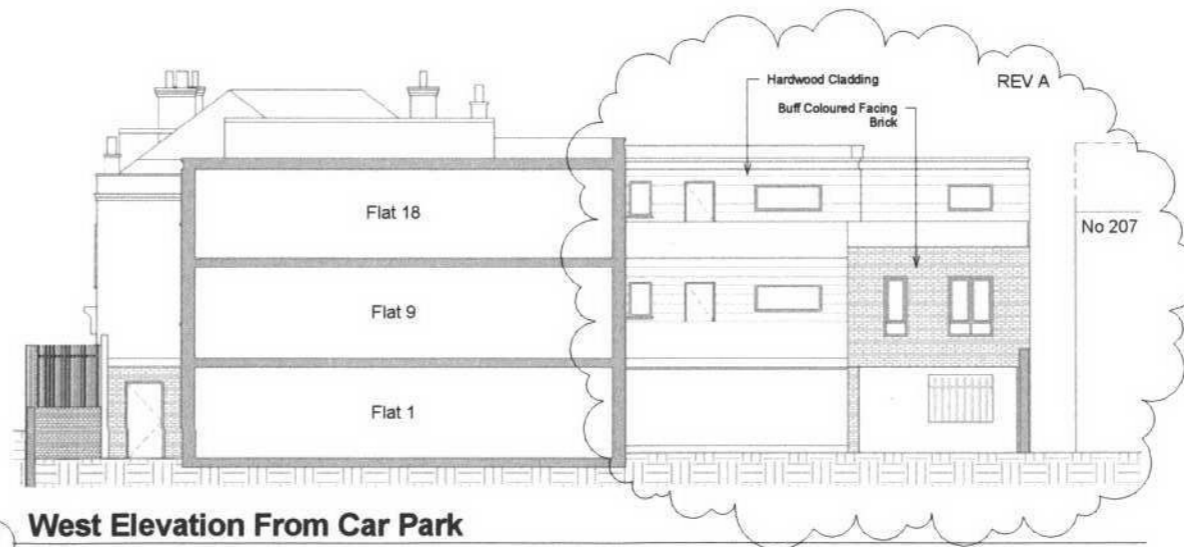 Hardwood Cladding
REV A
Buff Coloured Facing
Brick
Flat 18
No 207
Flat 9
Flat 1
West Elevation From Car Park